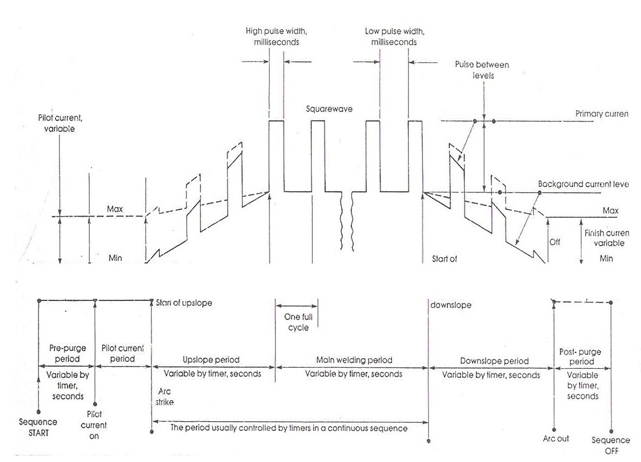 High pulse width,
milliseconds
Low pulse width,
milliseconds
Pulse between
levels
Squarewave
Pilot current,
variable
Primary curren
Background current leve
Max
Max
Off
Finish curren
variable
Min
Min
Start of
Start of upslope
downslope
One full
cycle
Pre-purge
period
Pilot current
period
Upslope period
Main welding period
Downslope period
Post- purge
period
Variable by
timer,
seconds
Variable by timer, seconds
Variable by timer, seconds
Variable by timer, seconds
Variable
by timer,
seconds
Arc
strike
Pilot
current
on
Sequence
START
The period usually controlled by timers in a continuous sequence
Arc out
Sequence
OFF